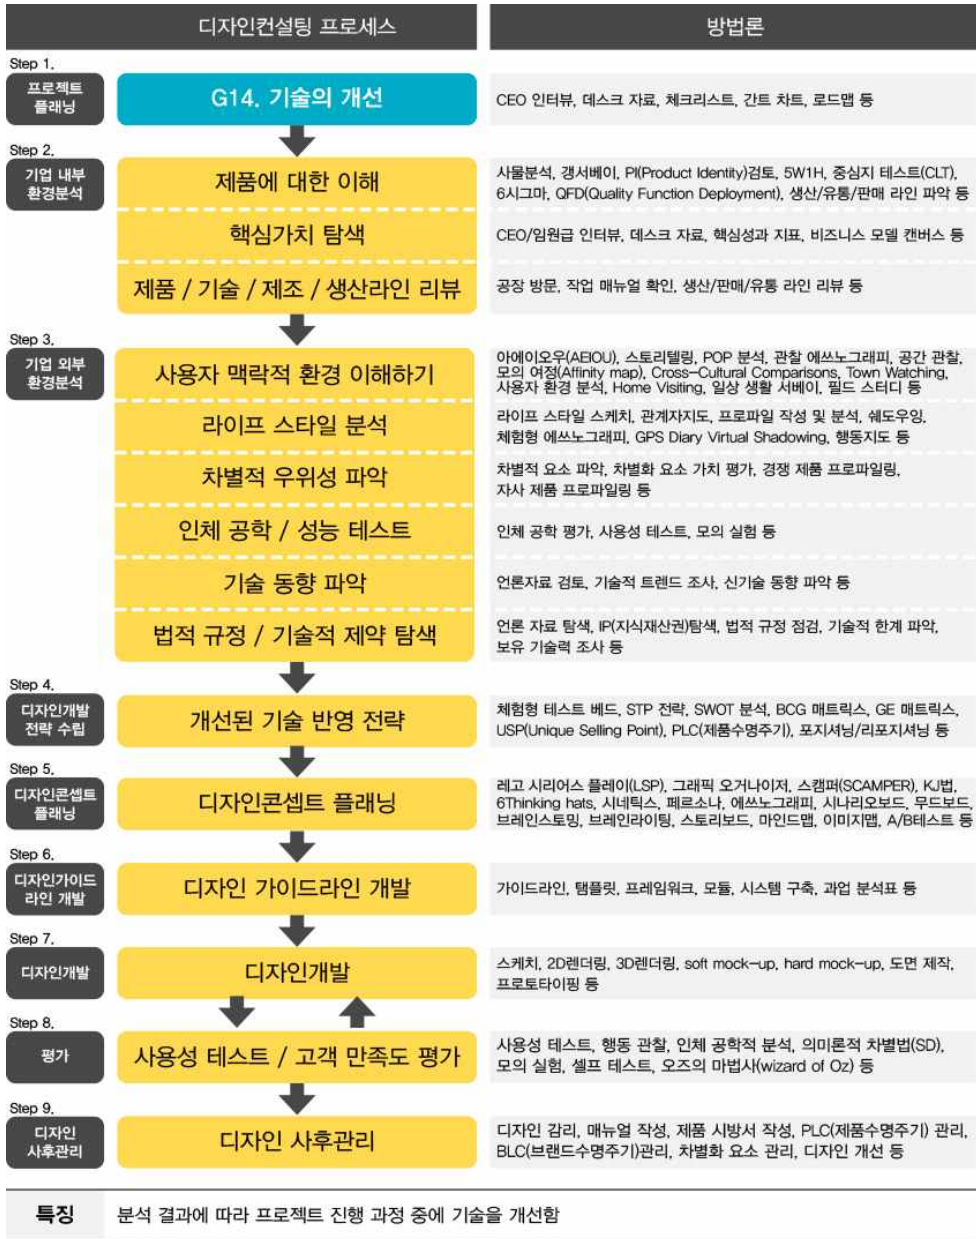 디자인컨설팅 프로세스
방법론
Step 1.
프로젝트
플래닝
G14. 기술의 개선
CEO 인터뷰, 데스크 자료, 체크리스트, 간트 차트, 로드맵 등
Step 2.
기업 내부
환경분석
제품에 대한 이해
사물분석, 갱서베이, PI(Product Identity)검토, 5W1H, 중심지 테스트(CLT),
6시그마, QFD(Quality Function Deployment), 생산/유통/판매 라인 파악 등
핵심가치 탐색
CEO/임원급 인터뷰, 데스크 자료, 핵심성과 지표, 비즈니스 모델 캔버스 등
제품 / 기술 / 제조 / 생산라인 리뷰
공장 방문, 작업 매뉴얼 확인, 생산/판매/유통 라인 리뷰 등
Step 3.
기업 외부
환경분석
사용자 맥락적 환경 이해하기
아에이오우(AEIOU), 스토리텔링, POP 분석, 관찰 에쓰노그래피, 공간 관찰,
모의 여정(Affinity map), Cross-Cultural Comparisons, Town Watching,
사용자 환경 분석, Home Visiting, 일상 생활 서베이, 필드 스터디 등
라이프 스타일 분석
라이프 스타일 스케치, 관계자지도, 프로파일 작성 및 분석, 쉐도우잉,
체험형 에쓰노그래피, GPS Diary Virtual Shadowing, 행동지도 등
차별적 우위성 파악
차별적 요소 파악, 차별화 요소 가치 평가, 경쟁 제품 프로파일링,
자사 제품 프로파일링 등
인체 공학 / 성능 테스트
인체 공학 평가, 사용성 테스트, 모의 실험 등
기술 동향 파악
언론자료 검토, 기술적 트렌드 조사, 신기술 동향 파악 등
법적 규정 / 기술적 제약 탐색
언론 자료 탐색, IP(지식재산권)탐색, 법적 규정 점검, 기술적 한계 파악,
보유 기술력 조사 등
Step 4.
디자인개발
전략 수립
개선된 기술 반영 전략
체험형 테스트 베드, STP 전략, SWOT 분석, BCG 매트릭스, GE 매트릭스,
USP(Unique Selling Point), PLC(제품수명주기), 포지셔닝/리포지셔닝 등
Step 5.
디자인콘셉트
플래닝
디자인콘셉트 플래닝
레고 시리어스 플레이(LSP), 그래픽 오거나이저, 스캠퍼(SCAMPER), KJ법,
6Thinking hats, 시네틱스, 페르소나, 에쓰노그래피, 시나리오보드, 무드보드,
브레인스토밍, 브레인라이팅, 스토리보드, 마인드맵, 이미지맵, A/B테스트 등
Step 6.
디자인가이드
라인 개발
디자인 가이드라인 개발
가이드라인, 탬플릿, 프레임워크, 모듈, 시스템 구축, 과업 분석표 등
Step 7.
디자인개발
디자인개발
스케치, 2D렌더링, 3D렌더링, soft mock-up, hard mock-up, 도면 제작,
프로토타이핑 등
Step 8.
평가
사용성 테스트 / 고객 만족도 평가
사용성 테스트, 행동 관찰, 인체 공학적 분석, 의미론적 차별법(SD),
모의 실험, 셀프 테스트, 오즈의 마법사(wizard of Oz) 등
Step 9.
디자인
사후관리
디자인 사후관리
디자인 감리, 매뉴얼 작성, 제품 시방서 작성, PLC(제품수명주기) 관리,
BLC(브랜드수명주기)관리, 차별화 요소 관리, 디자인 개선 등
특징
분석 결과에 따라 프로젝트 진행 과정 중에 기술을 개선함